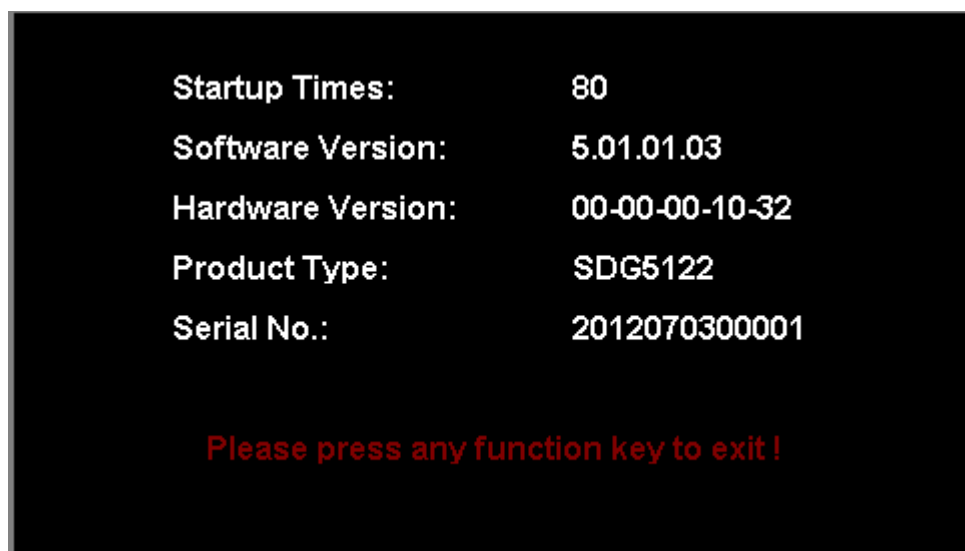 Startup Times: 80
Software Version: 5.01.01.03
Hardware Version: 00-00-00-10-32
Product Type: SDG5122
Serial No.: 2012070300001
Please press any function key to exit !